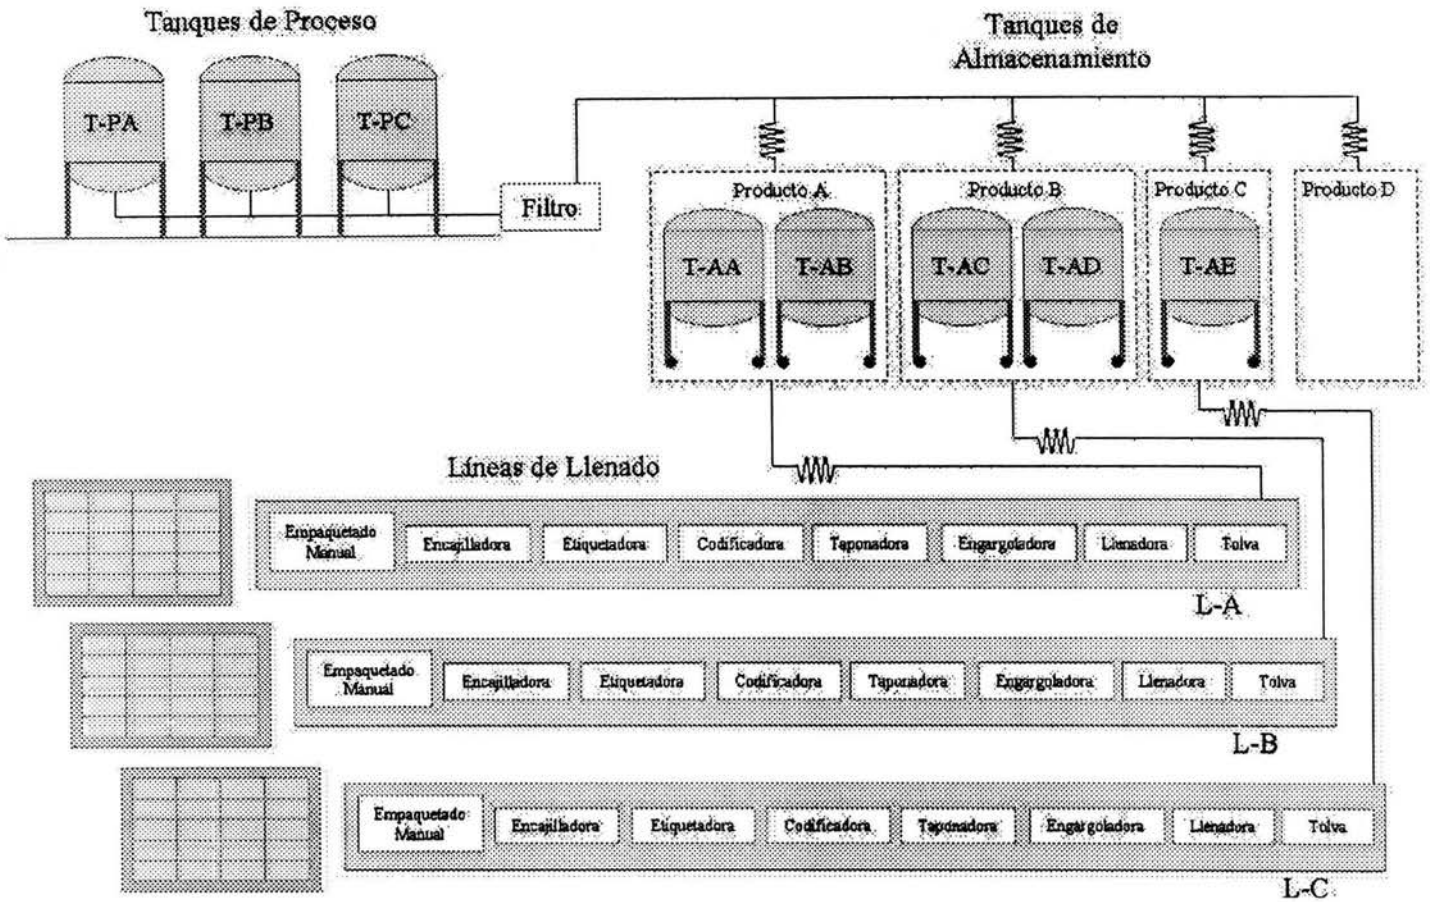 Tanques de Proceso
Tanques de
Almacenamiento
T-PA
T-PB
T-PC
Filtro
Producto A
Producto B
Producto C
Producto D
T-AA
T-AB
T-AC
T-AD
T-AE
Líneas de Llenado
Empaquetado
Manual
Encajilladora
Etiquetadora
Codificadora
Taponadora
Engargoladora
Llenadora
Tolva
L-A
Empaquetado
Manual
Encajilladora
Etiquetadora
Codificadora
Taponadora
Engargoladora
Llenadora
Tolva
L-B
Empaquetado
Manual
Encajilladora
Etiquetadora
Codificadora
Taponadora
Engargoladora
Llenadora
Tolva
L-C